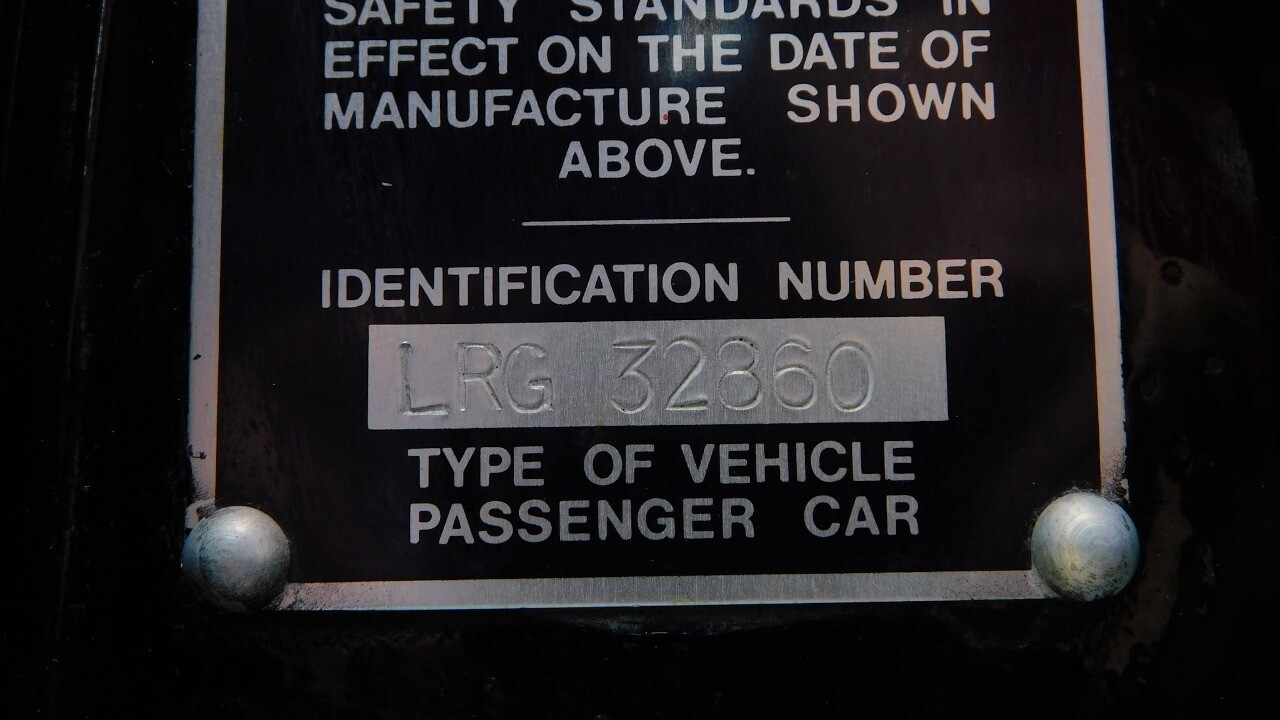 SAFETY STANDARDS IN
EFFECT ON THE DATE OF
MANUFACTURE SHOWN
ABOVE.
IDENTIFICATION NUMBER
LRG 32860
TYPE OF VEHICLE
PASSENGER CAR